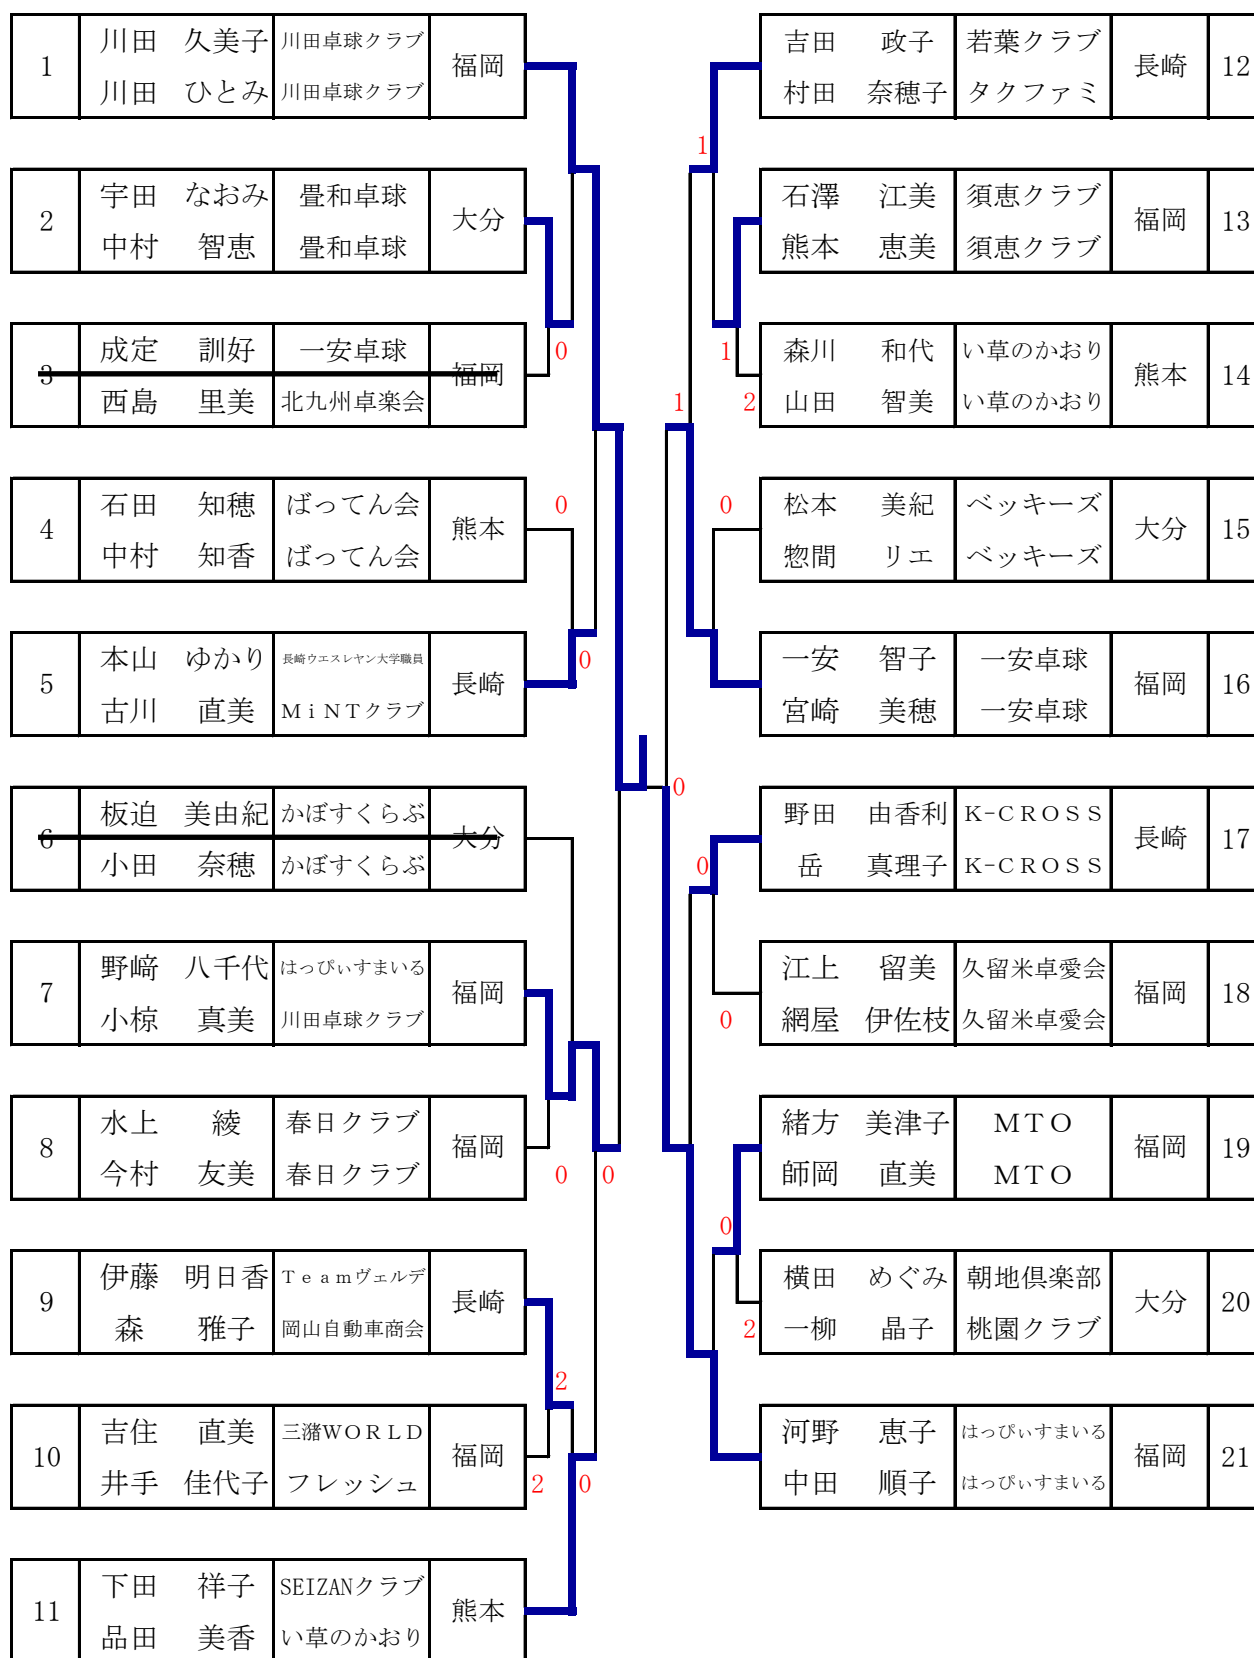 1 川田 久美子 川田卓球クラブ 福岡
川田 ひとみ 川田卓球クラブ
2 宇田 なおみ 畳和卓球 大分
中村 智恵 畳和卓球
3 成定 訓好 一安卓球 福岡
西島 里美 北九州卓楽会
0
4 石田 知穂 ばってん会 熊本
中村 知香 ばってん会
0
5 本山 ゆかり 長崎ウエスレヤン大学職員 長崎
古川 直美 MiNTクラブ
0
6 板迫 美由紀 かぼすくらぶ 大分
小田 奈穂 かぼすくらぶ
7 野﨑 八千代 はっぴぃすまいる 福岡
小椋 真美 川田卓球クラブ
8 水上 綾 春日クラブ 福岡
今村 友美 春日クラブ
0 0
9 伊藤 明日香 Teamヴェルデ 長崎
森 雅子 岡山自動車商会
2
10 吉住 直美 三潴WORLD 福岡
井手 佳代子 フレッシュ
2 0
11 下田 祥子 SEIZANクラブ 熊本
品田 美香 い草のかおり
0
吉田 政子 若葉クラブ 長崎 12
村田 奈穂子 タクファミ
1
石澤 江美 須恵クラブ 福岡 13
熊本 恵美 須恵クラブ
1
森川 和代 い草のかおり 熊本 14
山田 智美 い草のかおり
1 2
松本 美紀 ベッキーズ 大分 15
惣間 リエ ベッキーズ
0
一安 智子 一安卓球 福岡 16
宮崎 美穂 一安卓球
野田 由香利 K-CROSS 長崎 17
岳 真理子 K-CROSS
0
江上 留美 久留米卓愛会 福岡 18
網屋 伊佐枝 久留米卓愛会
0
緒方 美津子 MTO 福岡 19
師岡 直美 MTO
0
横田 めぐみ 朝地倶楽部 大分 20
一柳 晶子 桃園クラブ
2
河野 恵子 はっぴぃすまいる 福岡 21
中田 順子 はっぴぃすまいる